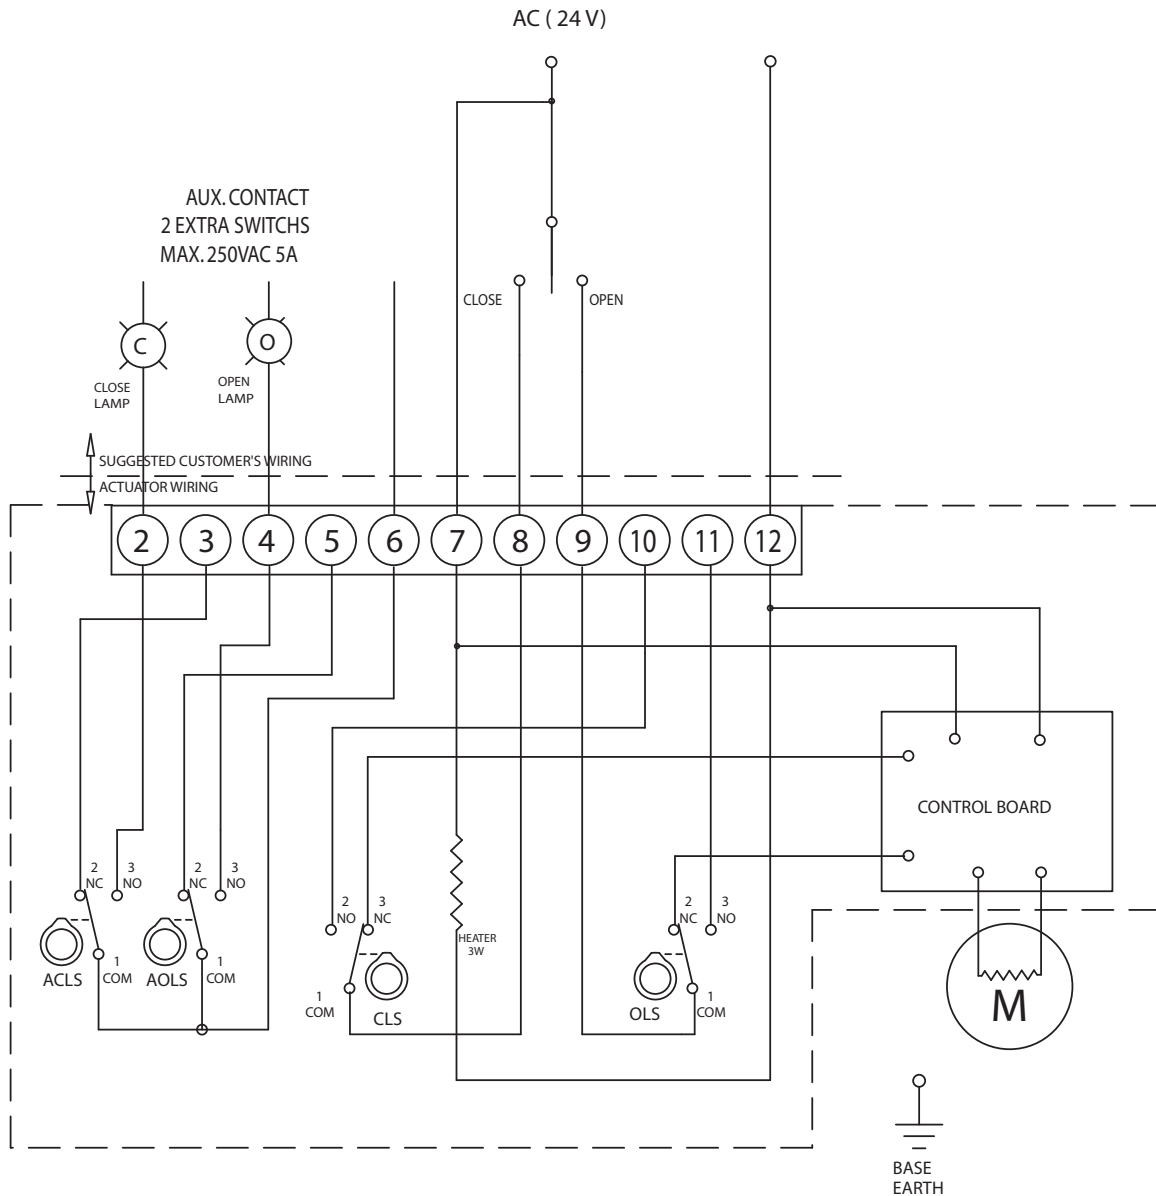 AC ( 24 V)
AUX. CONTACT
2 EXTRA SWITCHS
MAX. 250VAC 5A
CLOSE
OPEN
C
O
CLOSE
LAMP
OPEN
LAMP
SUGGESTED CUSTOMER'S WIRING
ACTUATOR WIRING
2 3 4 5 6 7 8 9 10 11 12
CONTROL BOARD
2
NC
3
NO
2
NC
3
NO
2
NO
3
NC
2
NC
3
NO
HEATER
3W
1
COM
ACLS
1
COM
AOLS
1
COM
CLS
1
COM
OLS
M
BASE
EARTH